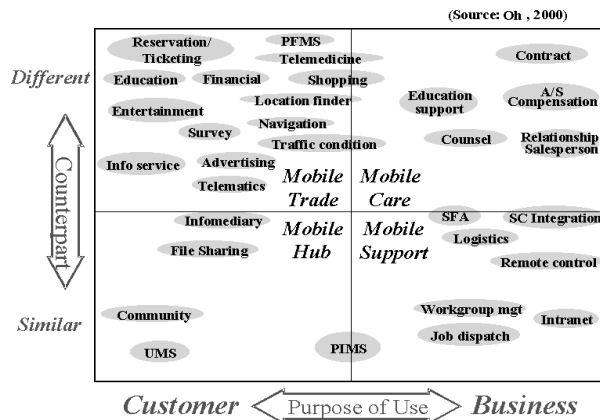 (Source: Oh , 2000)
Reservation/
Ticketing
PFMS
Telemedicine
Contract
Different
Education
Financial
Shopping
A/S
Compensation
Location finder
Education
support
Entertainment
Navigation
Survey
Counsel
Relationship
Salesperson
Traffic condition
Info service
Advertising
Telematics
Mobile
Trade
Mobile
Care
Counterpart
Infomediary
SFA
SC Integration
Mobile
Hub
Mobile
Support
Logistics
File Sharing
Remote control
Community
Workgroup mgt
Intranet
Similar
Job dispatch
UMS
PIMS
Customer
Purpose of Use
Business